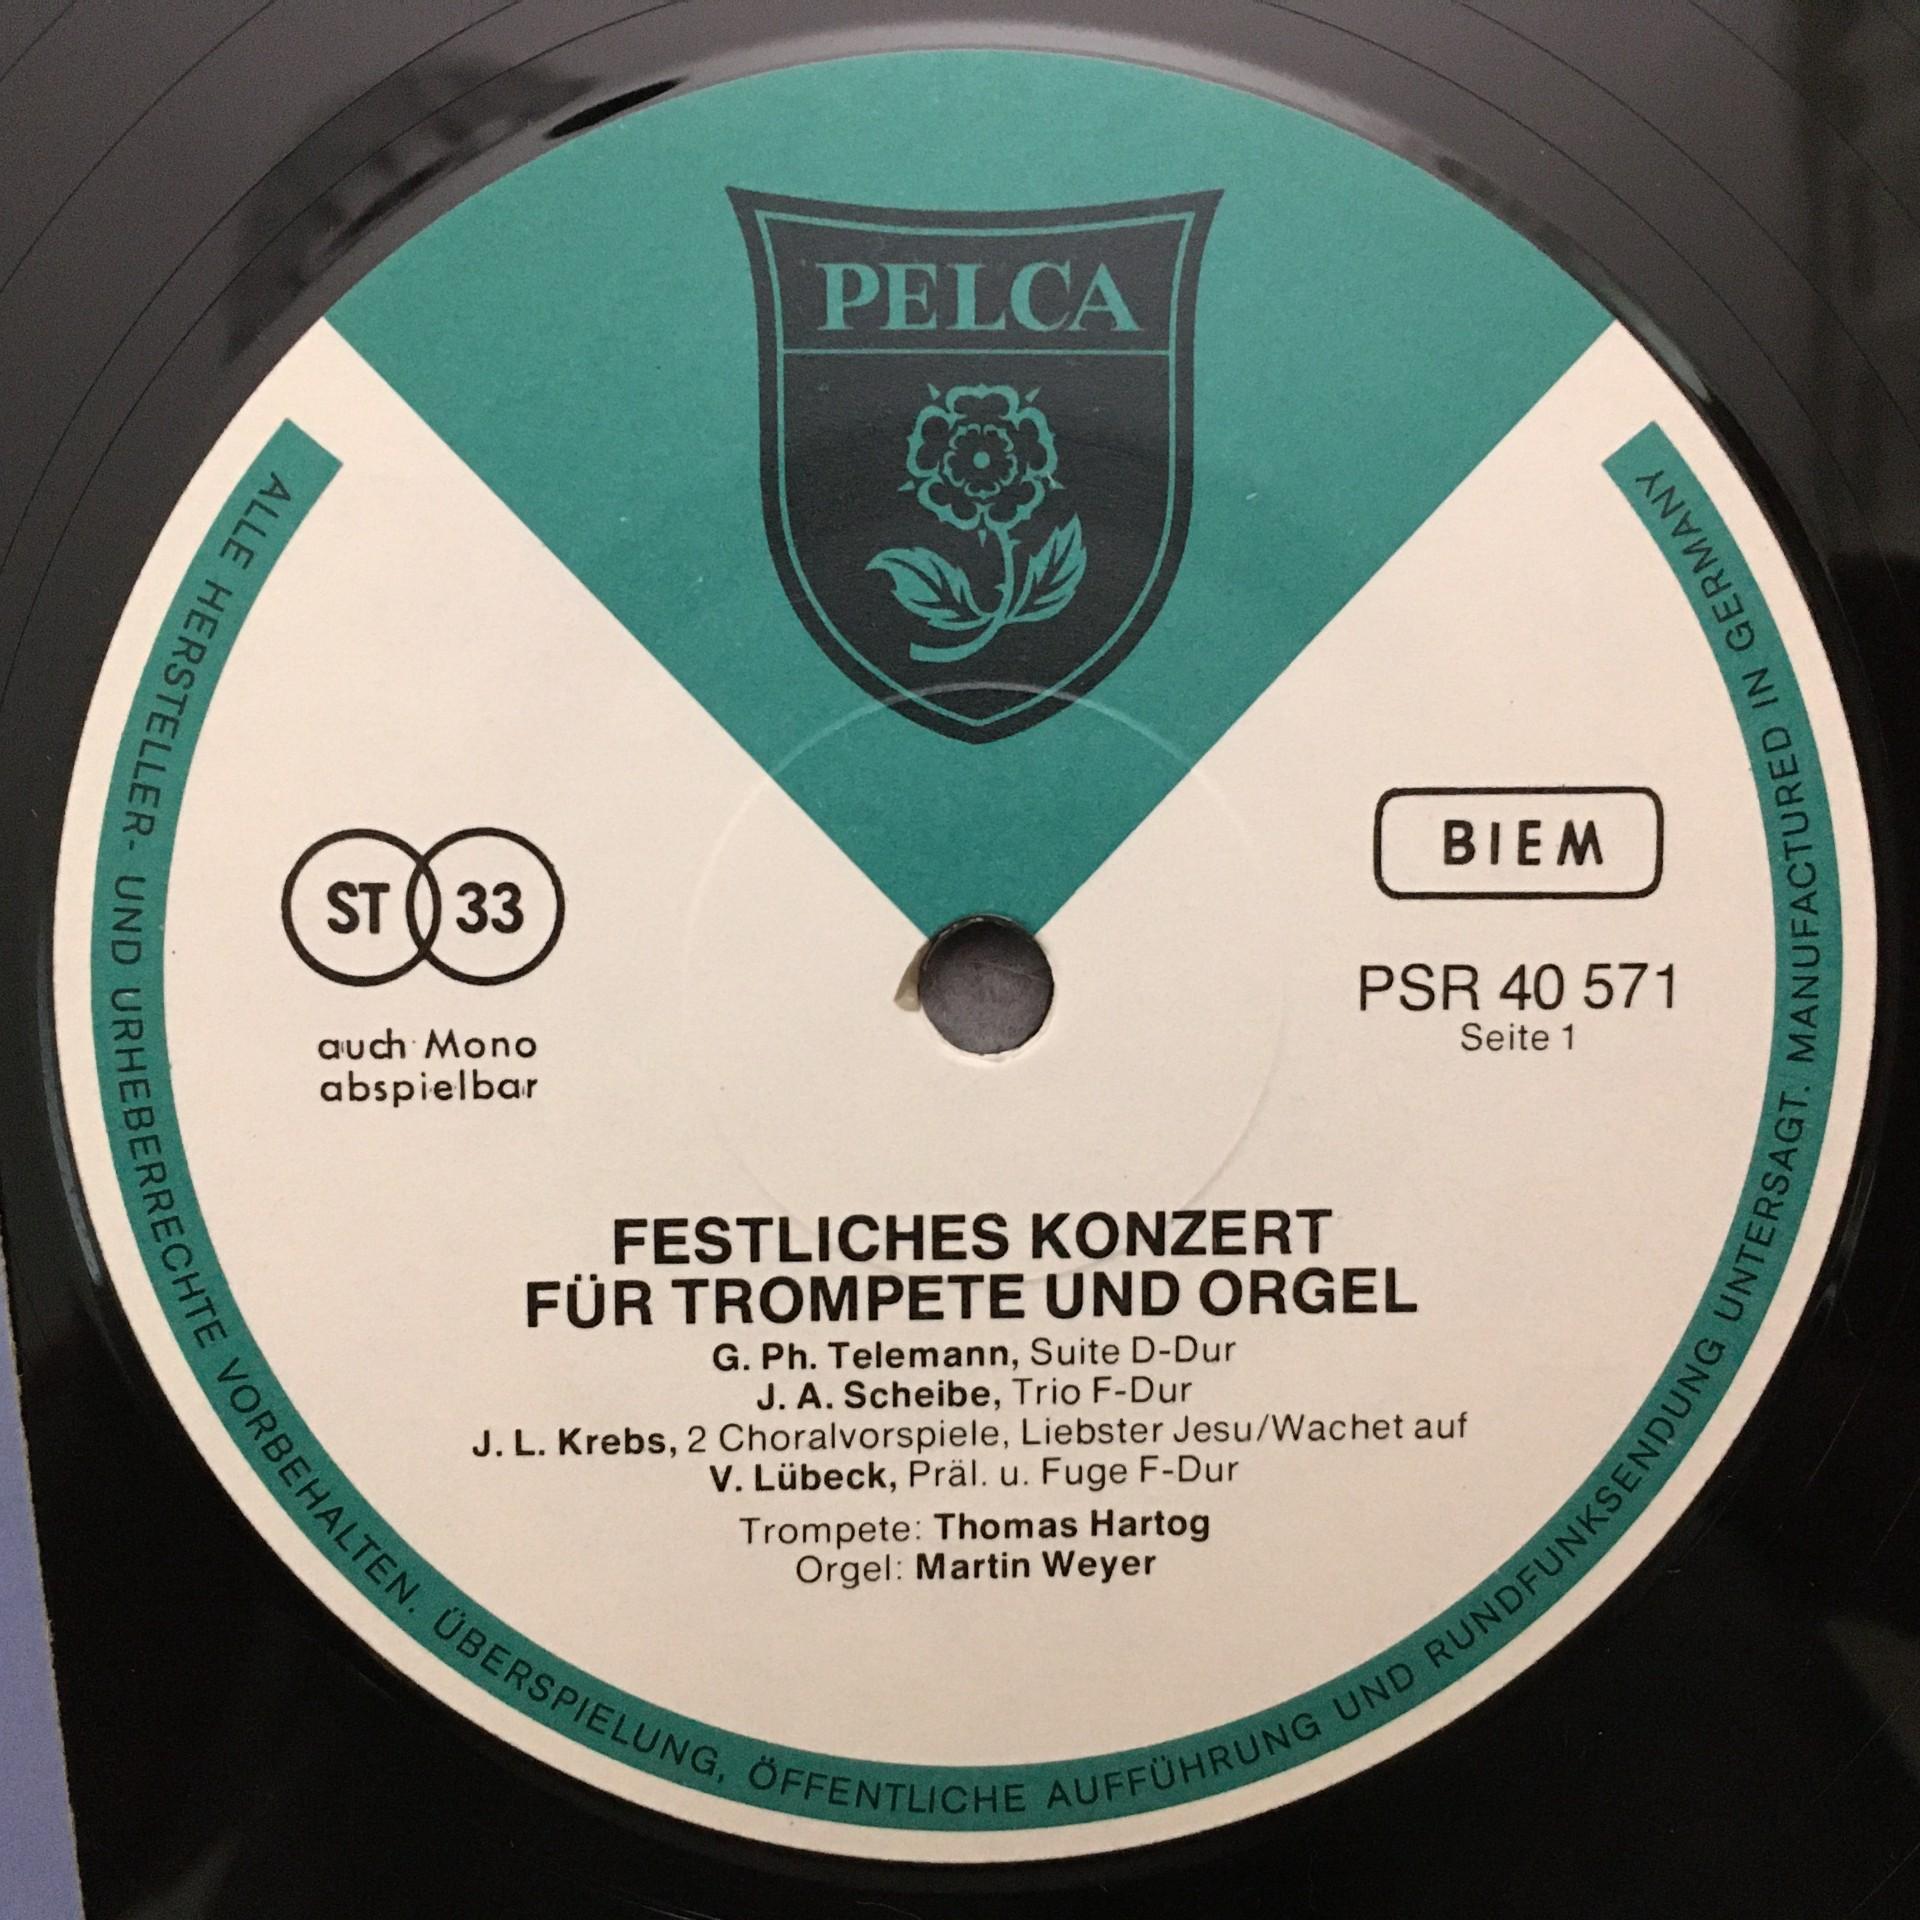 PELCA
ST 33
auch Mono
abspielbar
BIEM
PSR 40 571
Seite 1
FESTLICHES KONZERT
FÜR TROMPETE UND ORGEL
G. Ph. Telemann, Suite D-Dur
J. A. Scheibe, Trio F-Dur
J. L. Krebs, 2 Choralvorspiele, Liebster Jesu/Wachet auf
V. Lübeck, Präl. u. Fuge F-Dur
Trompete: Thomas Hartog
Orgel: Martin Weyer
ALLE HERSTELLER- UND URHEBERRECHTE VORBEHALTEN. ÜBERSPIELUNG, ÖFFENTLICHE AUFFÜHRUNG UND RUNDFUNKSENDUNG UNTERSAGT. MANUFACTURED IN GERMANY